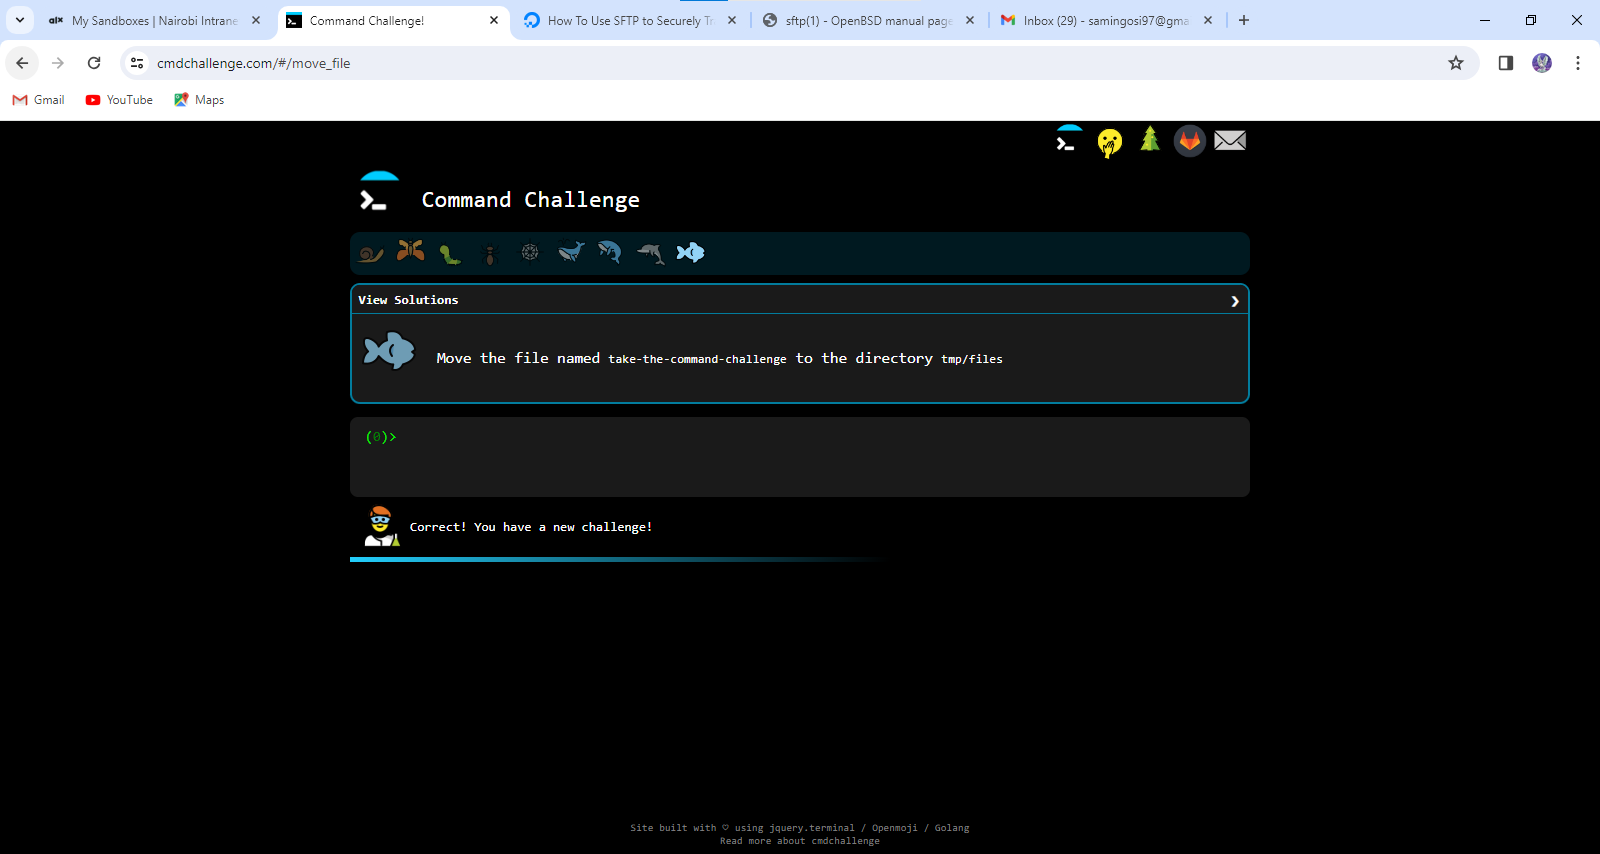 alx My Sandboxes | Nairobi Intrane
Command Challenge!
How To Use SFTP to Securely Tr
sftp(1) - OpenBSD manual page
Inbox (29) - samingosi97@gma
cmdchallenge.com/#/move_file
Gmail YouTube Maps
Command Challenge
View Solutions
Move the file named take-the-command-challenge to the directory tmp/files
(0)>
Correct! You have a new challenge!
Site built with ♡ using jquery.terminal / Openmoji / Golang
Read more about cmdchallenge